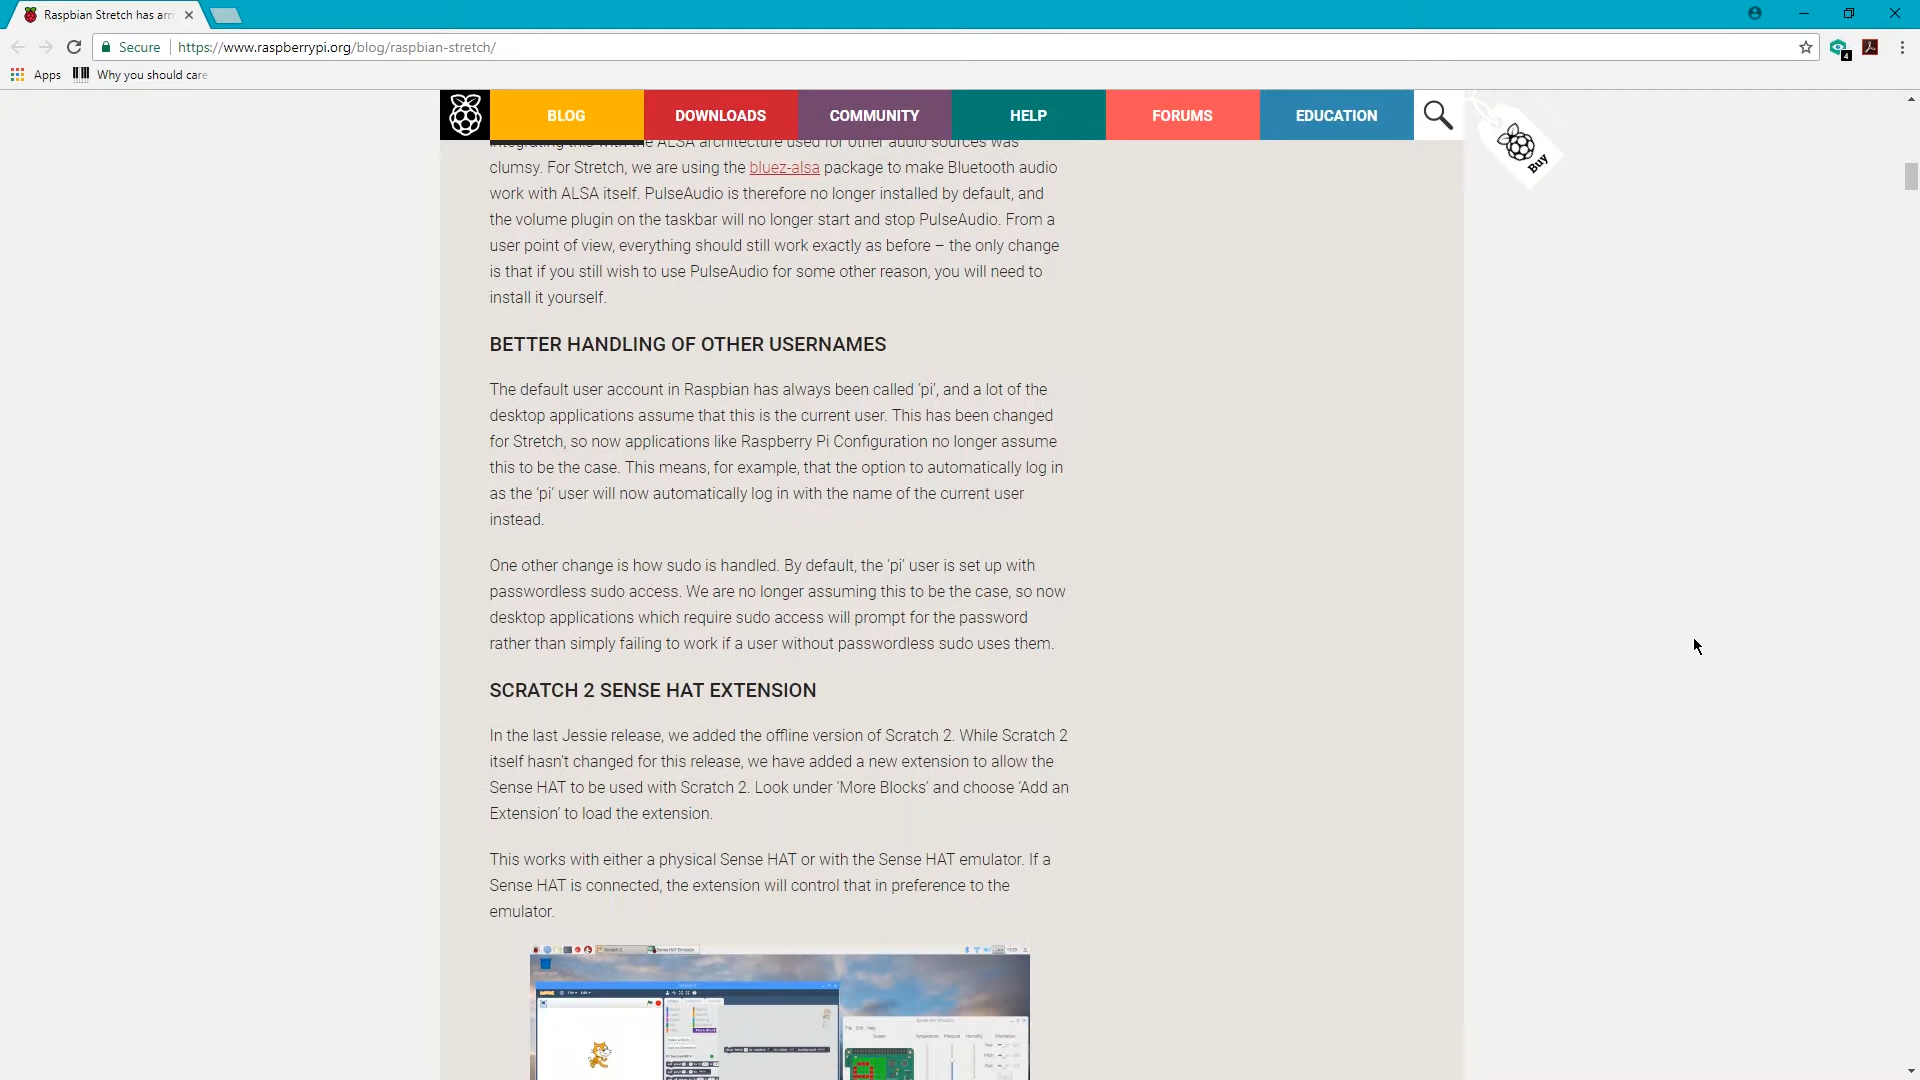 Raspbian Stretch has arr
Secure
https://www.raspberrypi.org/blog/raspbian-stretch/
4
Apps
Why you should care
BLOG
DOWNLOADS
COMMUNITY
HELP
FORUMS
EDUCATION
Buy
integrating this with the ALSA architecture used for other audio sources was
clumsy. For Stretch, we are using the bluez-alsa package to make Bluetooth audio
work with ALSA itself. PulseAudio is therefore no longer installed by default, and
the volume plugin on the taskbar will no longer start and stop PulseAudio. From a
user point of view, everything should still work exactly as before – the only change
is that if you still wish to use PulseAudio for some other reason, you will need to
install it yourself.
BETTER HANDLING OF OTHER USERNAMES
The default user account in Raspbian has always been called ‘pi’, and a lot of the
desktop applications assume that this is the current user. This has been changed
for Stretch, so now applications like Raspberry Pi Configuration no longer assume
this to be the case. This means, for example, that the option to automatically log in
as the ‘pi’ user will now automatically log in with the name of the current user
instead.
One other change is how sudo is handled. By default, the ‘pi’ user is set up with
passwordless sudo access. We are no longer assuming this to be the case, so now
desktop applications which require sudo access will prompt for the password
rather than simply failing to work if a user without passwordless sudo uses them.
SCRATCH 2 SENSE HAT EXTENSION
In the last Jessie release, we added the offline version of Scratch 2. While Scratch 2
itself hasn’t changed for this release, we have added a new extension to allow the
Sense HAT to be used with Scratch 2. Look under ‘More Blocks’ and choose ‘Add an
Extension’ to load the extension.
This works with either a physical Sense HAT or with the Sense HAT emulator. If a
Sense HAT is connected, the extension will control that in preference to the
emulator.